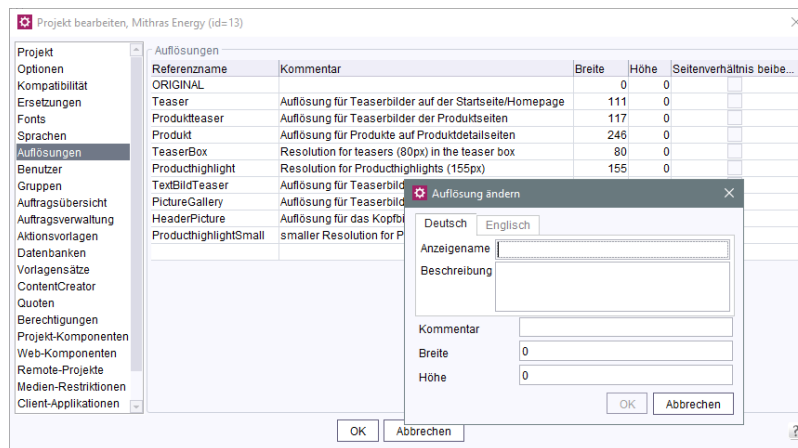 Projekt bearbeiten, Mithras Energy (id=13)
Projekt
Optionen
Kompatibilität
Ersetzungen
Fonts
Sprachen
Auflösungen
Benutzer
Gruppen
Auftragsübersicht
Auftragsverwaltung
Aktionsvorlagen
Datenbanken
Vorlagensätze
ContentCreator
Quoten
Berechtigungen
Projekt-Komponenten
Web-Komponenten
Remote-Projekte
Medien-Restriktionen
Client-Applikationen
Auflösungen
Referenzname Kommentar Breite Höhe Seitenverhältnis beibe...
ORIGINAL 0 0
Teaser Auflösung für Teaserbilder auf der Startseite/Homepage 111 0
Produktteaser Auflösung für Teaserbilder der Produktseiten 117 0
Produkt Auflösung für Produkte auf Produktdetailseiten 246 0
TeaserBox Resolution for teasers (80px) in the teaser box 80 0
Producthighlight Resolution for Producthighlights (155px) 155 0
TextBildTeaser Auflösung für Teaserbild
PictureGallery Auflösung für Teaserbild
HeaderPicture Auflösung für das Kopfbi
ProducthighlightSmall smaller Resolution for P
Auflösung ändern
Deutsch Englisch
Anzeigename
Beschreibung
Kommentar
Breite 0
Höhe 0
OK Abbrechen
OK Abbrechen
?